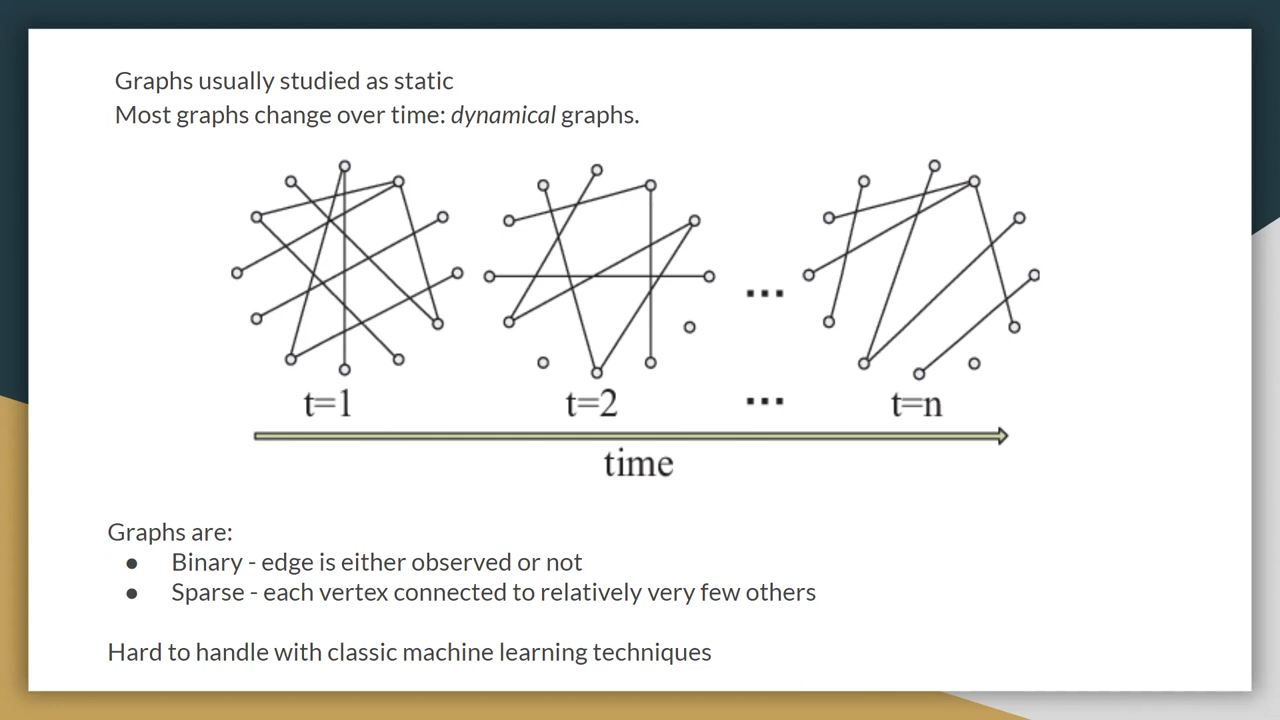 Graphs usually studied as static
Most graphs change over time: dynamical graphs.
...
t=1 t=2 ... t=n
time
Graphs are:
● Binary - edge is either observed or not
● Sparse - each vertex connected to relatively very few others
Hard to handle with classic machine learning techniques